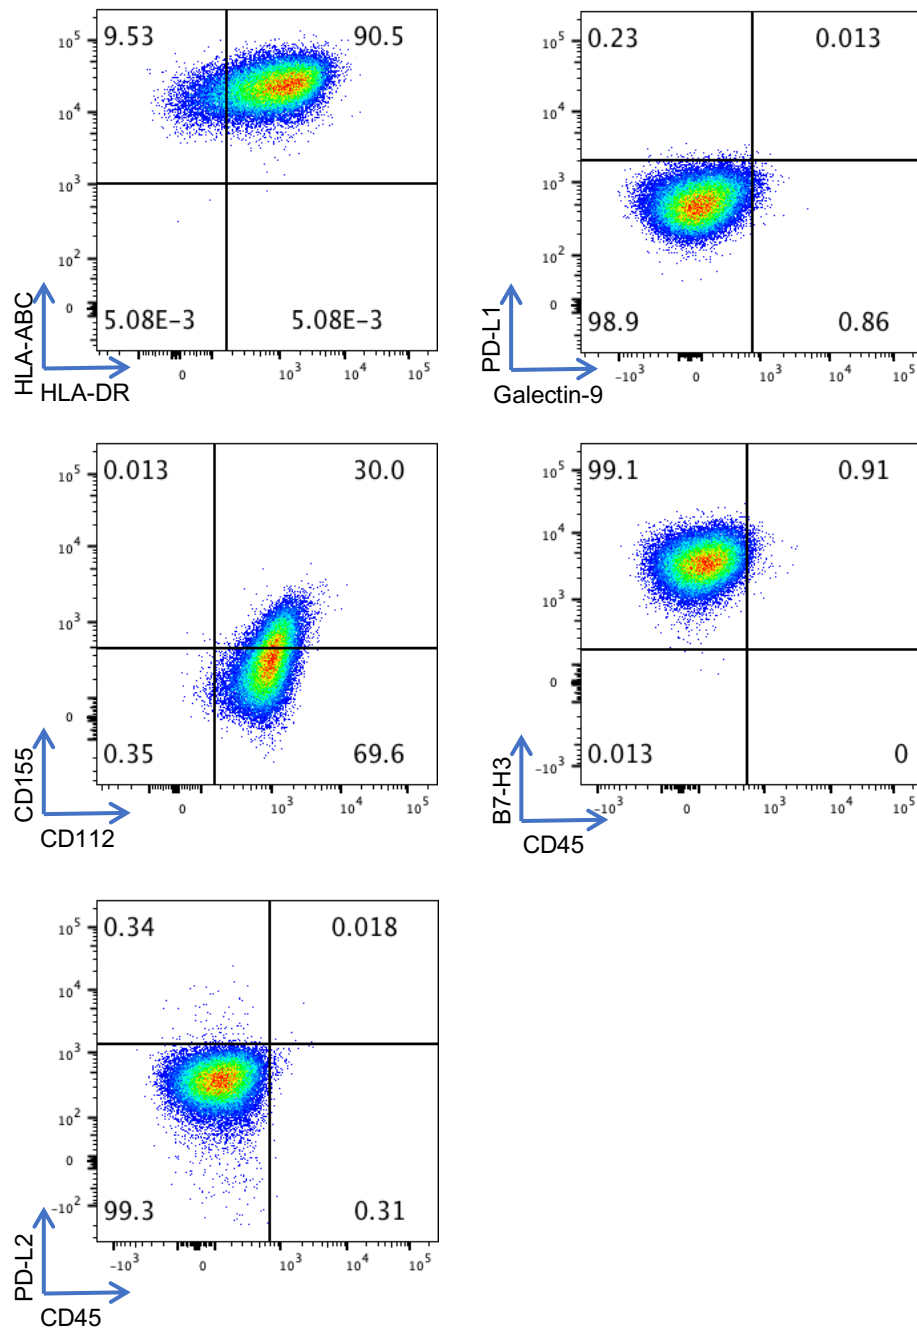 9.53 90.5
10^5
10^4
10^3
10^2
0
5.08E-3 5.08E-3
0 10^3 10^4 10^5
HLA-ABC
HLA-DR
0.23 0.013
10^5
10^4
10^3
10^2
0
98.9 0.86
-10^3 0 10^3 10^4 10^5
PD-L1
Galectin-9
0.013 30.0
10^5
10^4
10^3
0
0.35 69.6
0 10^3 10^4 10^5
CD155
CD112
99.1 0.91
10^5
10^4
10^3
0
-10^3
0.013 0
-10^3 0 10^3 10^4 10^5
B7-H3
CD45
0.34 0.018
10^5
10^4
10^3
10^2
0
-10^2
99.3 0.31
-10^3 0 10^3 10^4 10^5
PD-L2
CD45